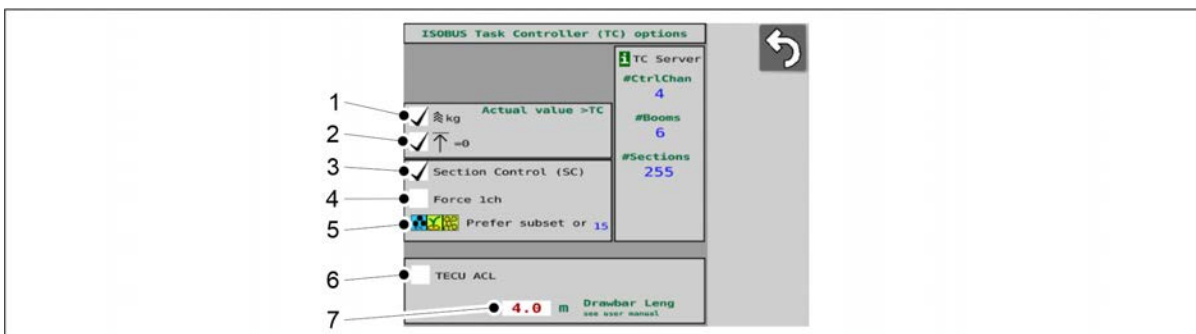 ISOBUS Task Controller (TC) options
i TC Server
#CtrlChan
4
#Booms
6
#Sections
255
1
kg
Actual value >TC
2
=0
3
Section Control (SC)
4
Force 1ch
5
Prefer subset or 15
6
TECU ACL
7
4.0 m Drawbar Leng
see user manual